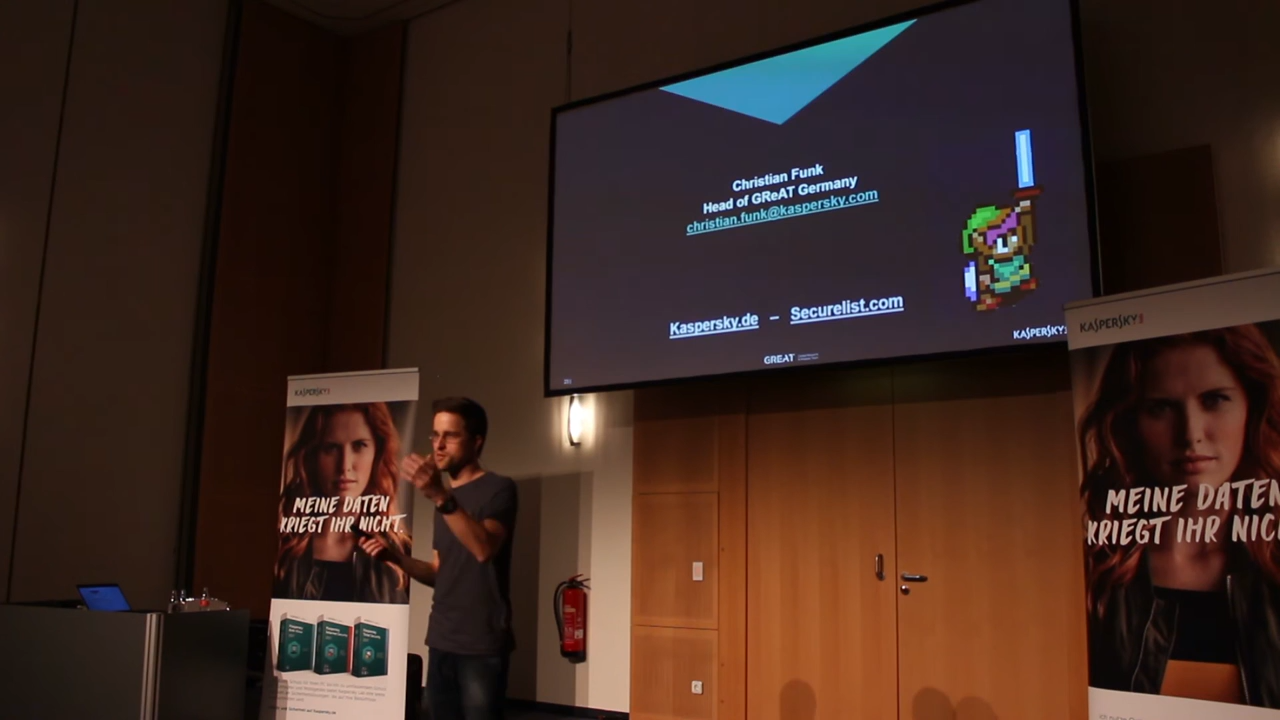 Christian Funk
Head of GReAT Germany
christian.funk@kaspersky.com
Kaspersky.de – Securelist.com
KASPERSKY
GREAT
KASPERSKY
MEINE DATEN
KRIEGT IHR NICHT.
KASPERSKY
MEINE DATEN
KRIEGT IHR NIC